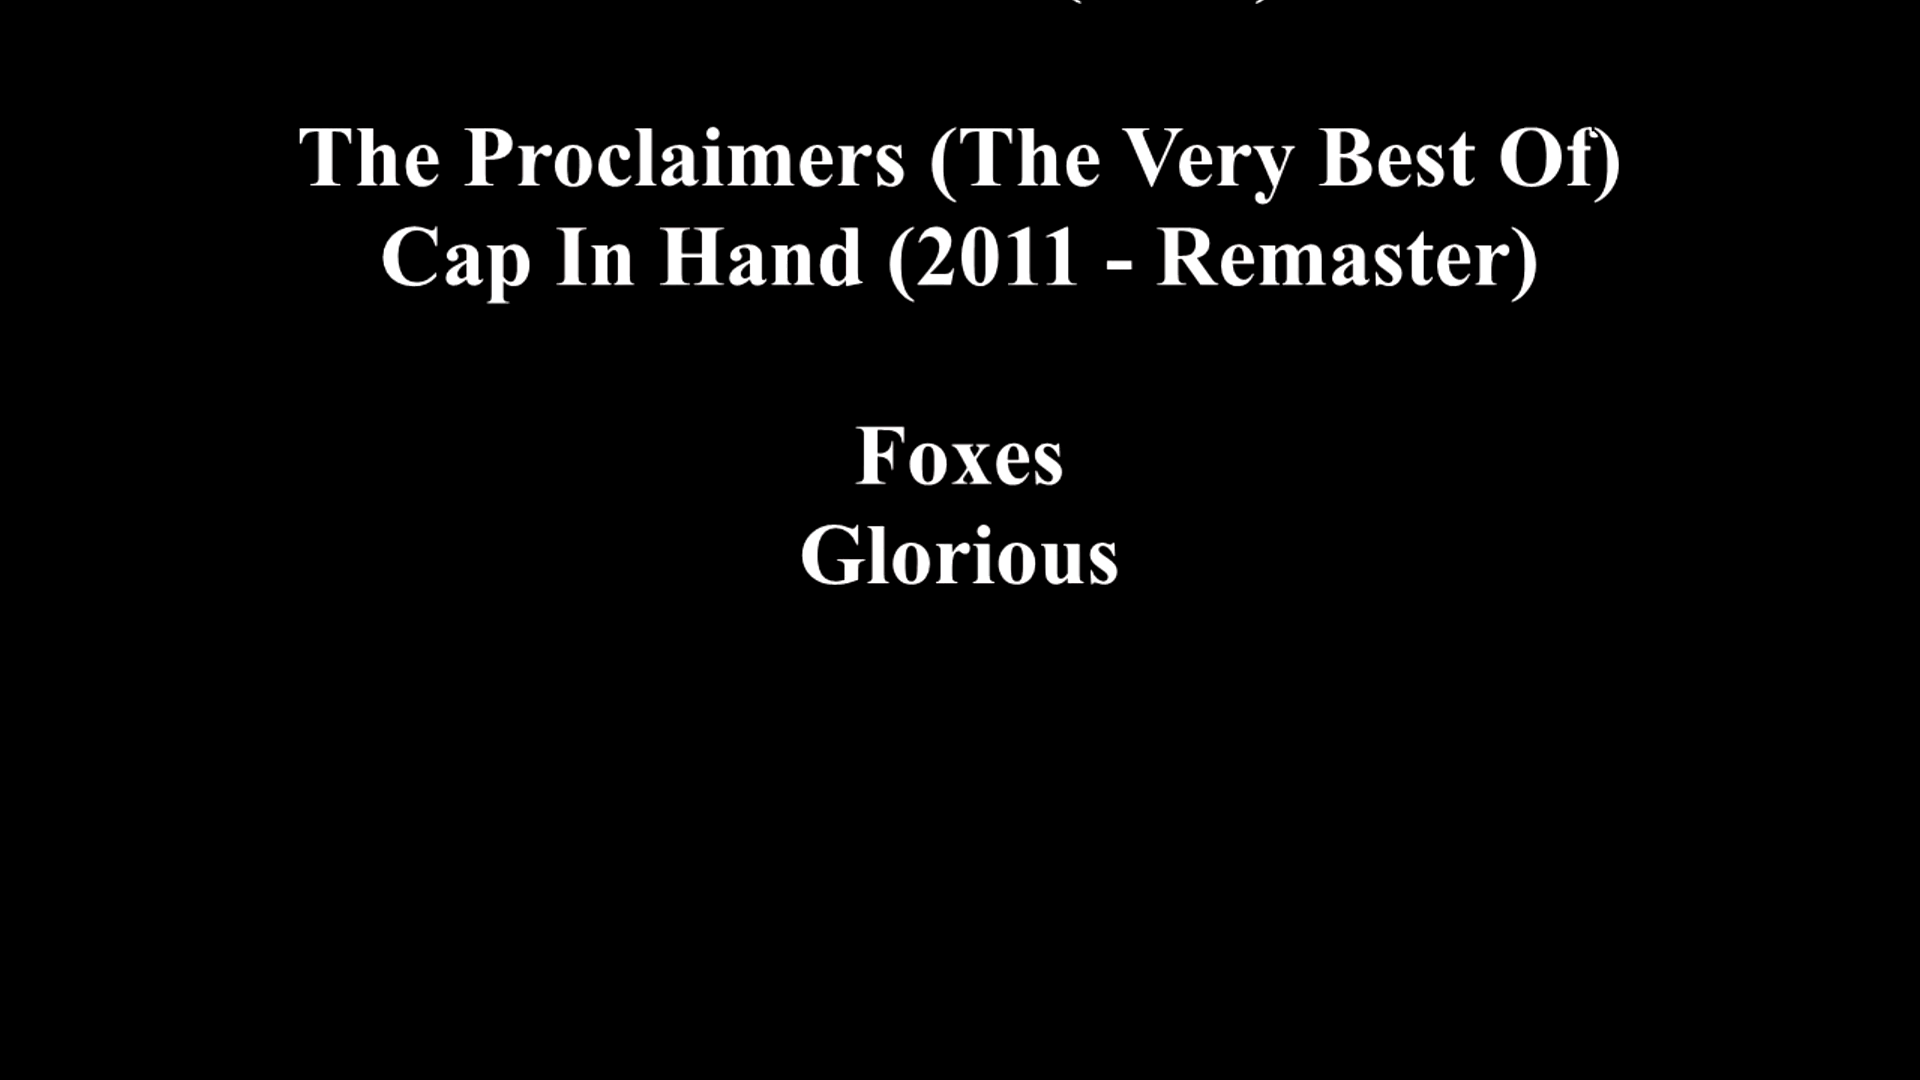 The Proclaimers (The Very Best Of)
Cap In Hand (2011 - Remaster)
Foxes
Glorious